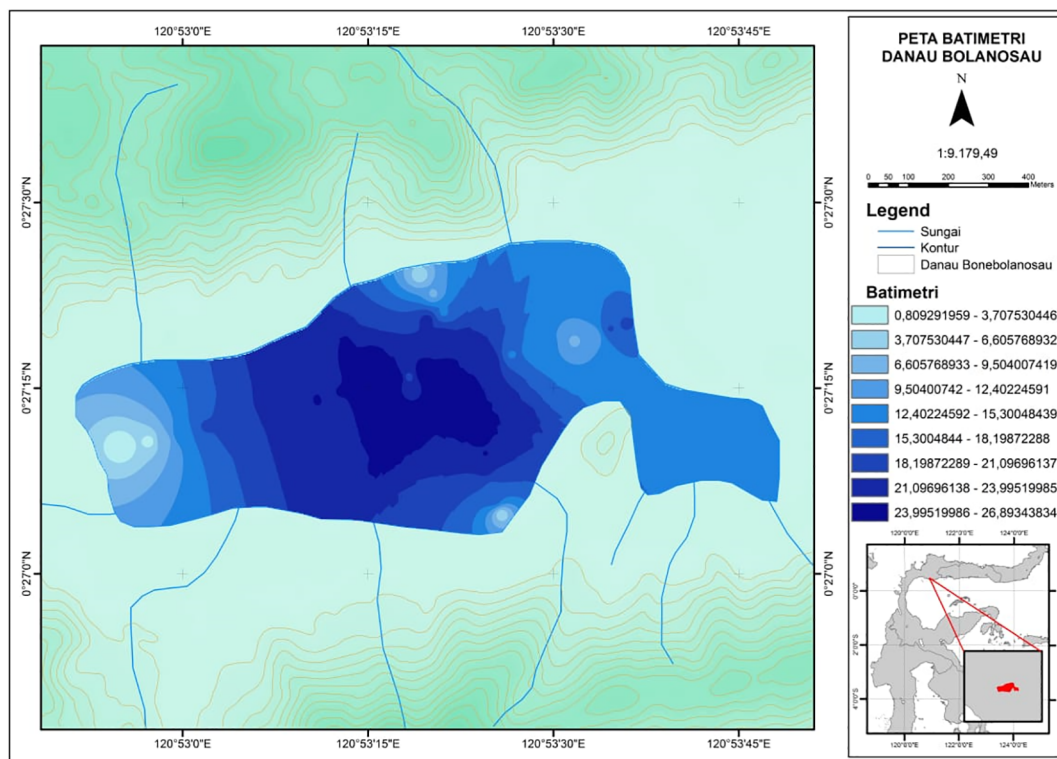 120°53'0"E 120°53'15"E 120°53'30"E 120°53'45"E
0°27'30"N 0°27'30"N
0°27'15"N 0°27'15"N
0°27'0"N 0°27'0"N
120°53'0"E 120°53'15"E 120°53'30"E 120°53'45"E
PETA BATIMETRI
DANAU BOLANOSAU
N
1:9.179,49
0 50 100 200 300 400
Meters
Legend
Sungai
Kontur
Danau Bonebolanosau
Batimetri
0,809291959 - 3,707530446
3,707530447 - 6,605768932
6,605768933 - 9,504007419
9,50400742 - 12,40224591
12,40224592 - 15,30048439
15,3004844 - 18,19872288
18,19872289 - 21,09696137
21,09696138 - 23,99519985
23,99519986 - 26,89343834
120°0'E 122°0'E 124°0'E
0°0'0"
2°0'0"S
4°0'0"S
120°0'E 122°0'E 124°0'E